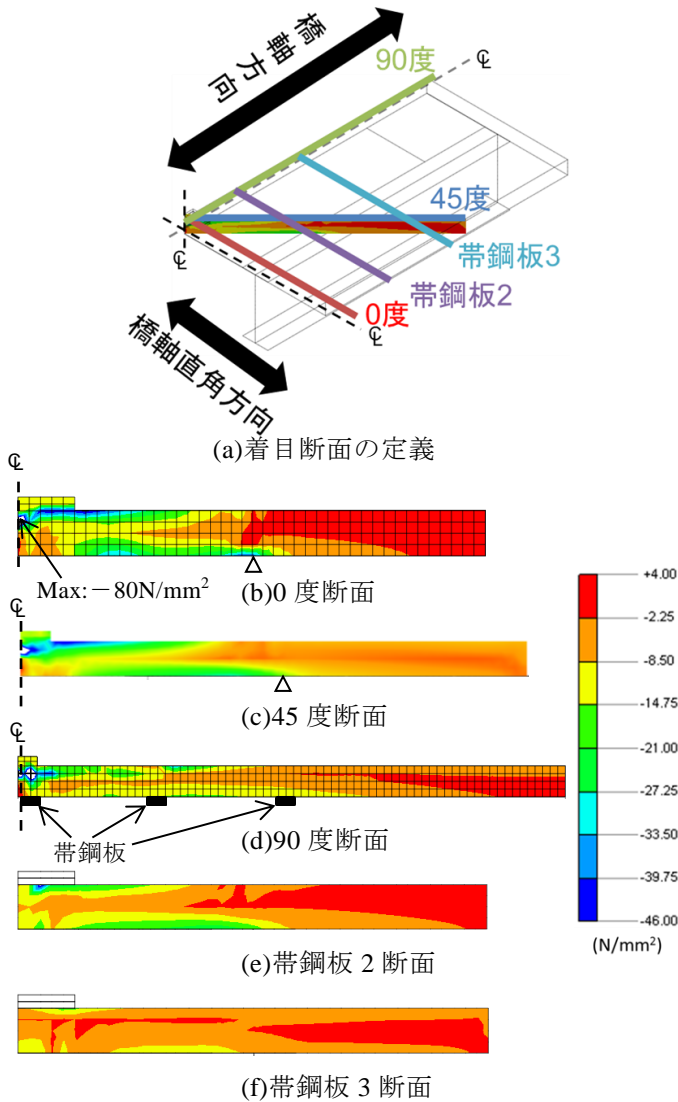 橋軸方向
90度
℄
45度
帯鋼板3
℄
帯鋼板2
0度
℄
橋軸直角方向
(a)着目断面の定義
℄
Max:－80N/mm²
(b)0 度断面
℄
(c)45 度断面
℄
帯鋼板
(d)90 度断面
(e)帯鋼板 2 断面
(f)帯鋼板 3 断面
+4.00
-2.25
-8.50
-14.75
-21.00
-27.25
-33.50
-39.75
-46.00
(N/mm²)